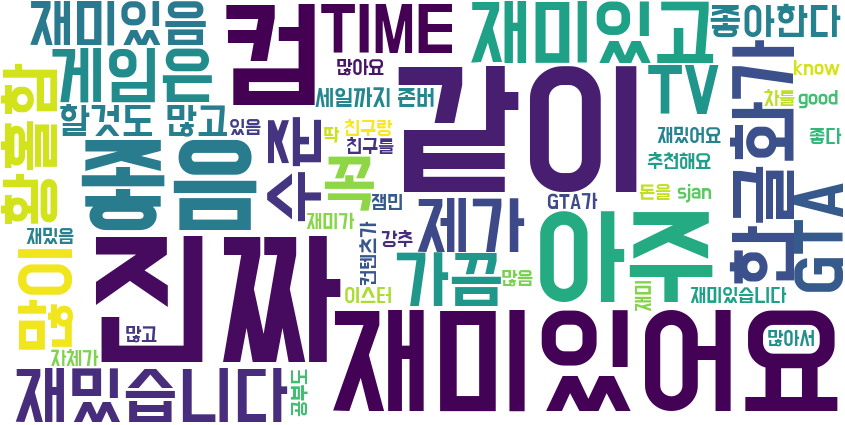 재미있음
컴
TIME
재미있고
좋아한다
게임은
많아요
같이
TV
know
황홀함
할것도 많고
있음
세일까지 존버
차를
good
한글화가
좋음
수준
딱
친구랑
친구를
꼭
잼민
재밌어요
추천해요
좋다
돈을
sjan
GTA가
GTA
재미가
제가
아주
재밌음
진짜
강추
컨텐츠가
가끔
많음
재미
재미있습니다
많이
이스터
많고
자체가
재미있어요
많아서
재밌습니다
공부도